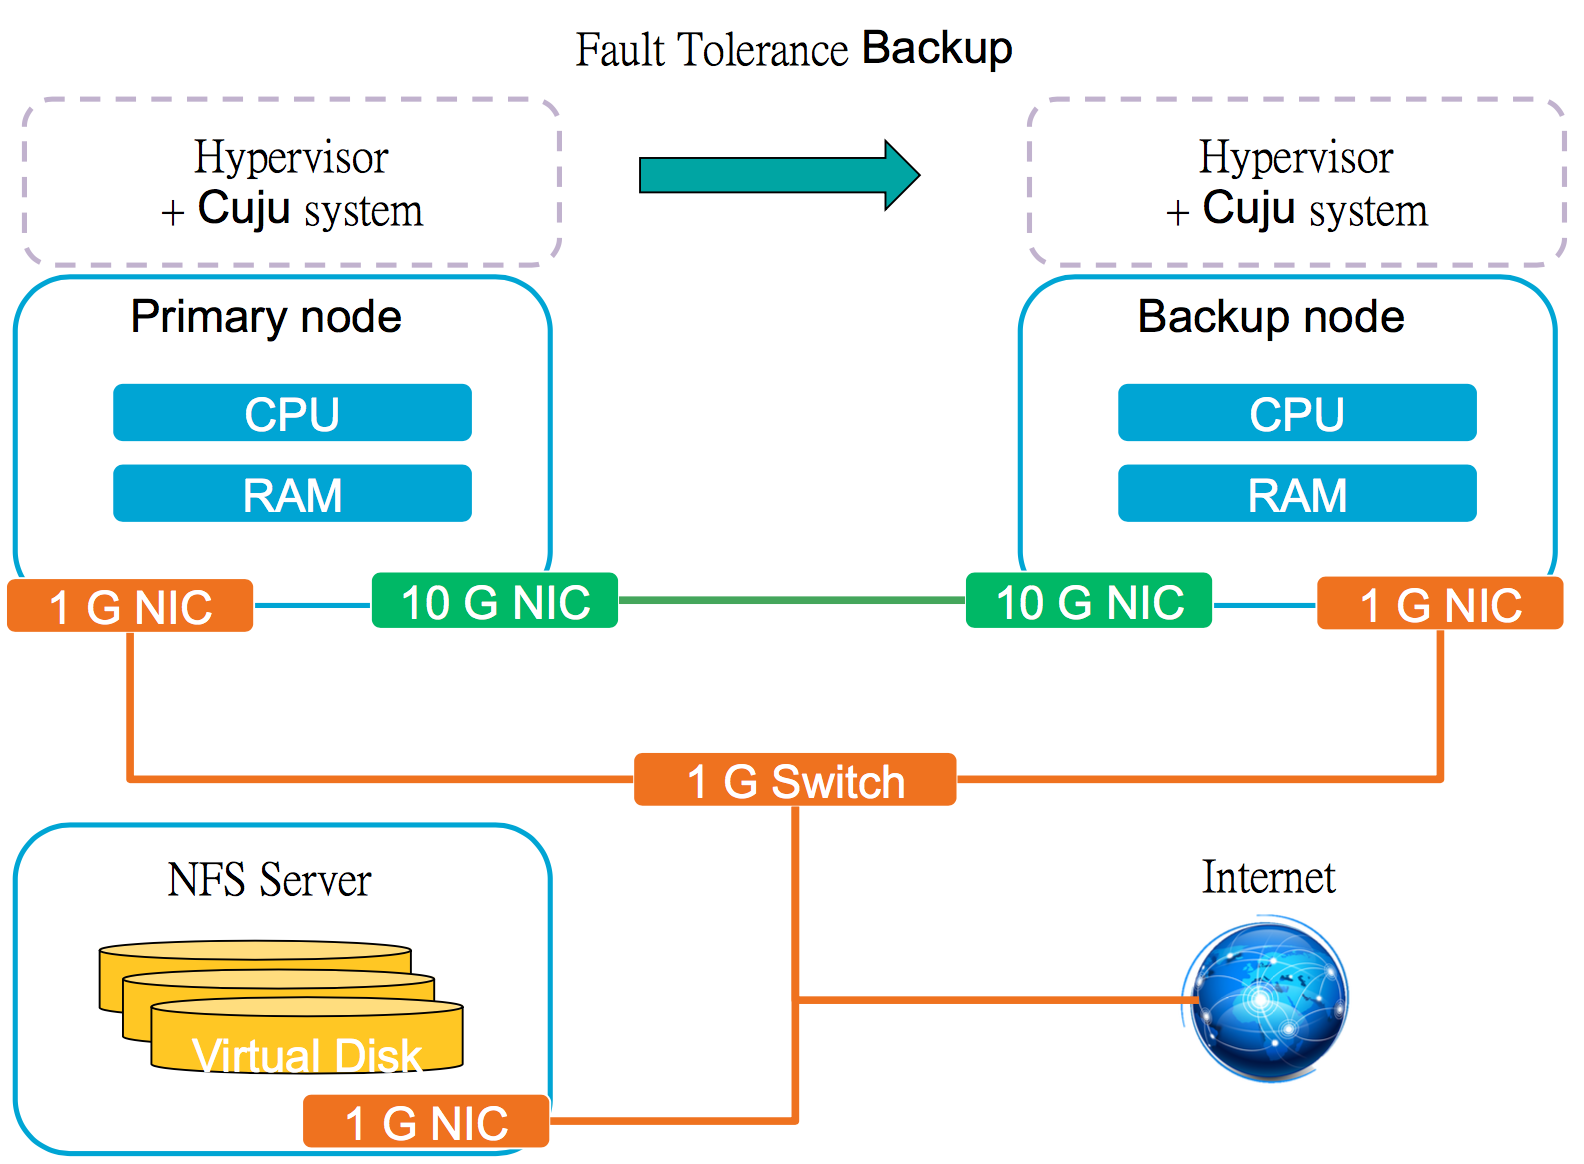 Fault Tolerance Backup
Hypervisor
+ Cuju system
Hypervisor
+ Cuju system
Primary node
CPU
RAM
Backup node
CPU
RAM
1 G NIC
10 G NIC
10 G NIC
1 G NIC
1 G Switch
NFS Server
Virtual Disk
1 G NIC
Internet